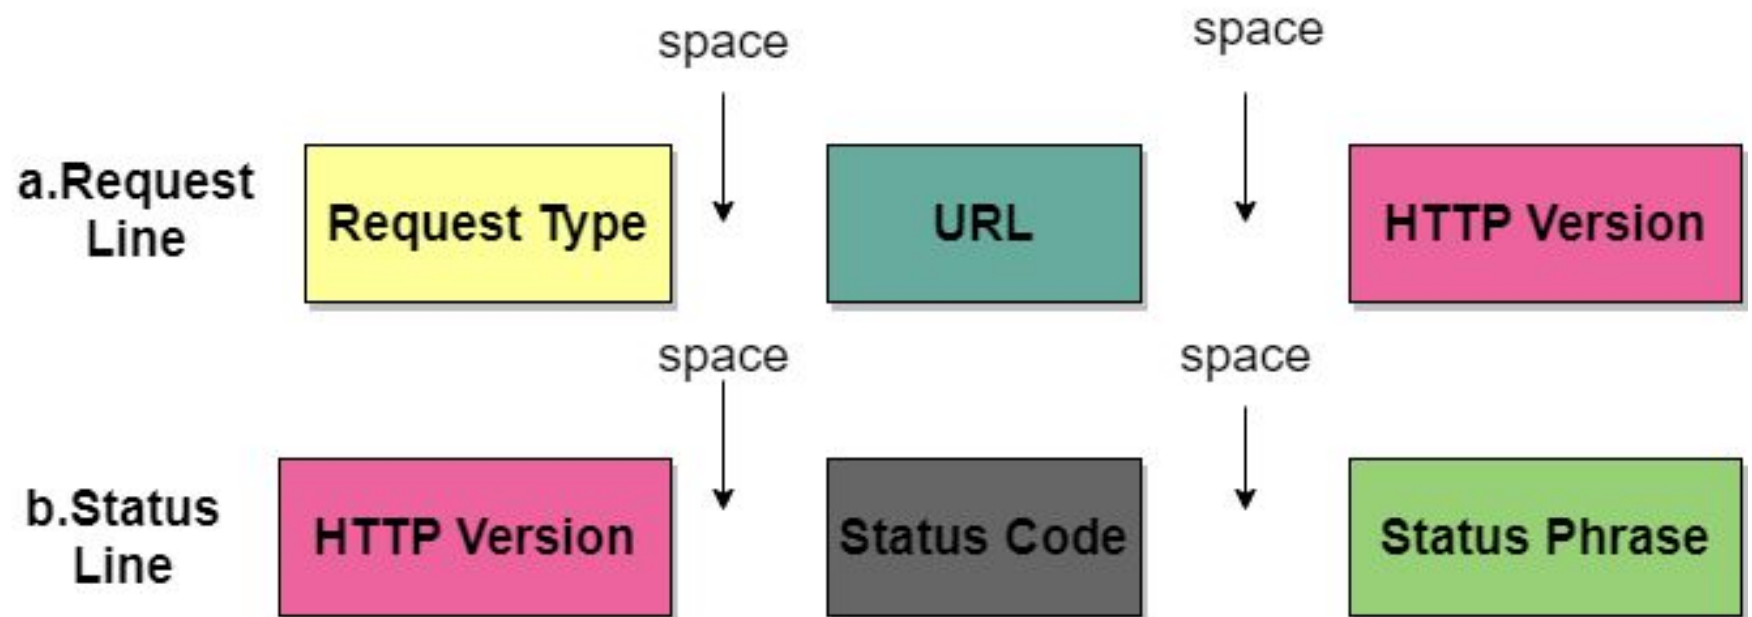 space space
a.Request
Line
Request Type URL HTTP Version
space space
b.Status
Line
HTTP Version Status Code Status Phrase